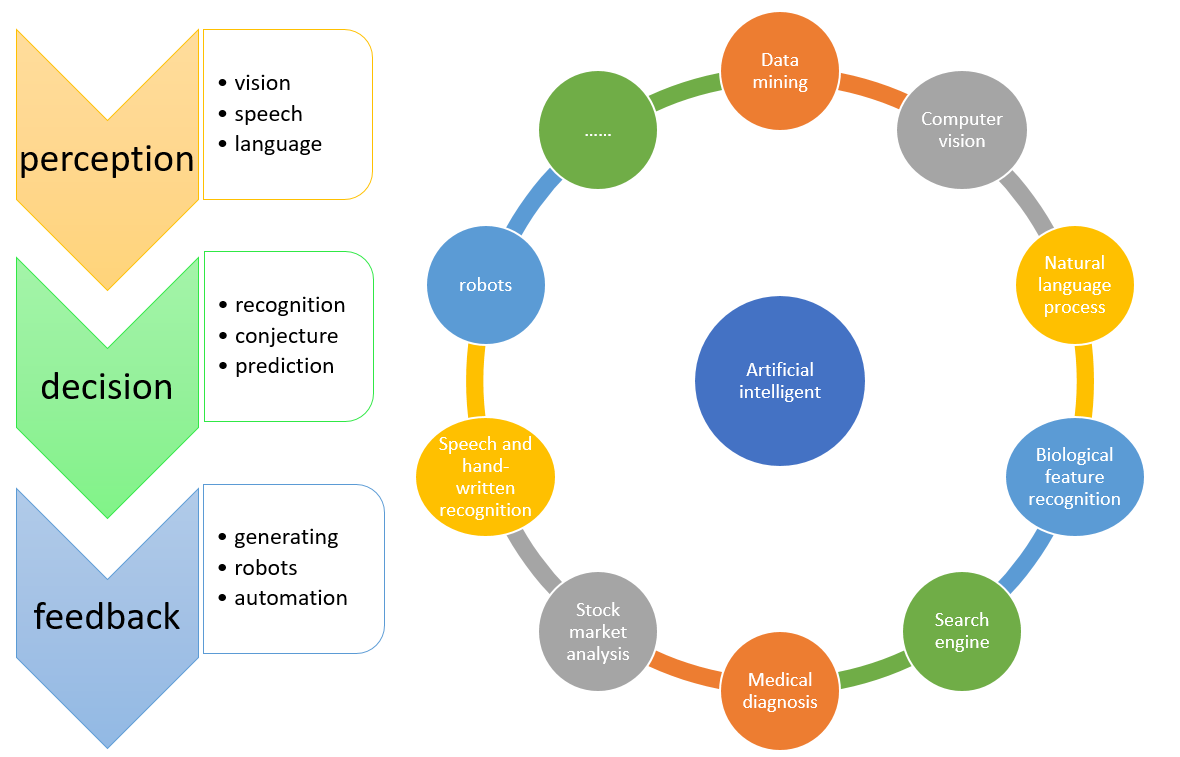 perception
• vision
• speech
• language
decision
• recognition
• conjecture
• prediction
feedback
• generating
• robots
• automation
Data
mining
Computer
vision
Natural
language
process
Biological
feature
recognition
Search
engine
Medical
diagnosis
Stock
market
analysis
Speech and
hand-
written
recognition
robots
......
Artificial
intelligent